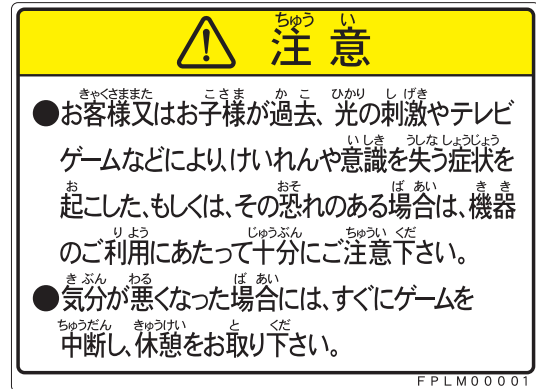 注意
●お客様又はお子様が過去、光の刺激やテレビ
ゲームなどにより、けいれんや意識を失う症状を
起こした、もしくは、その恐れのある場合は、機器
のご利用にあたって十分にご注意下さい。
●気分が悪くなった場合には、すぐにゲームを
中断し、休憩をお取り下さい。
FPLM00001